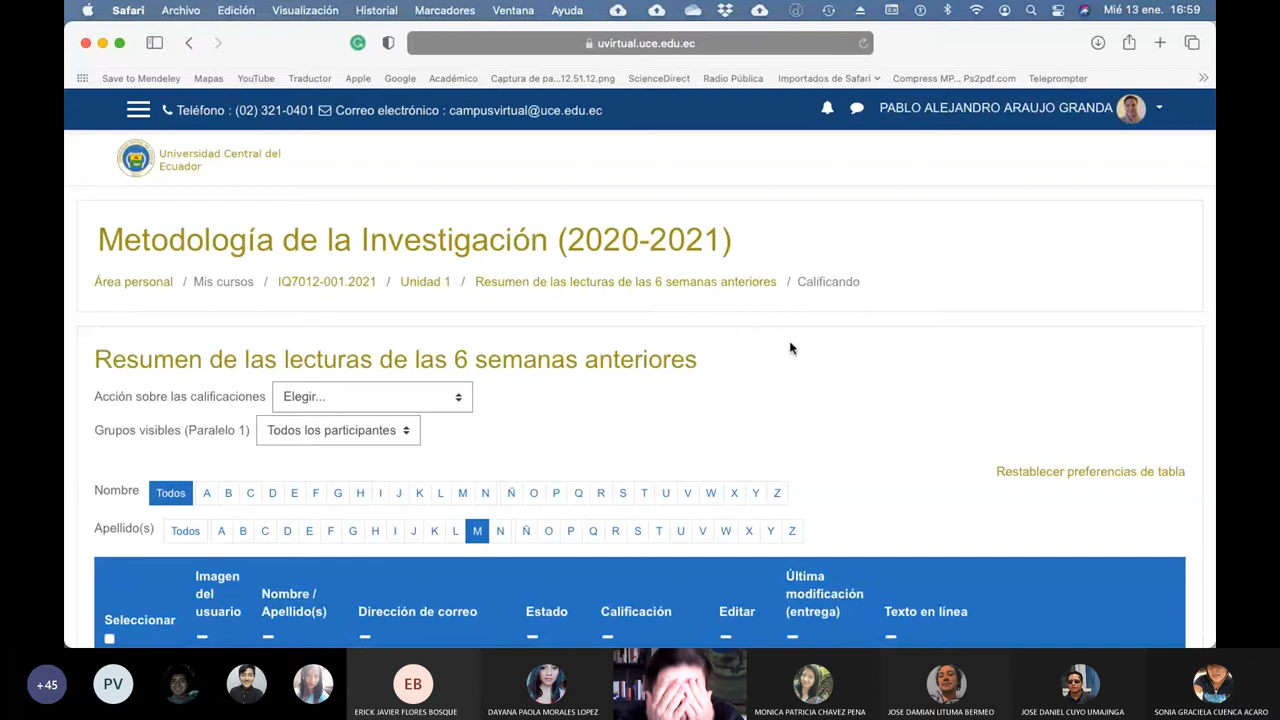 Safari Archivo Edición Visualización Historial Marcadores Ventana Ayuda Mié 13 ene. 16:59
uvirtual.uce.edu.ec
Save to Mendeley Mapas YouTube Traductor Apple Google Académico Captura de pa...12.51.12.png ScienceDirect Radio Pública Importados de Safari Compress MP... Ps2pdf.com Teleprompter
Teléfono : (02) 321-0401 Correo electrónico : campusvirtual@uce.edu.ec PABLO ALEJANDRO ARAUJO GRANDA
Universidad Central del
Ecuador
Metodología de la Investigación (2020-2021)
Área personal / Mis cursos / IQ7012-001.2021 / Unidad 1 / Resumen de las lecturas de las 6 semanas anteriores / Calificando
Resumen de las lecturas de las 6 semanas anteriores
Acción sobre las calificaciones Elegir...
Grupos visibles (Paralelo 1) Todos los participantes
Restablecer preferencias de tabla
Nombre Todos A B C D E F G H I J K L M N Ñ O P Q R S T U V W X Y Z
Apellido(s) Todos A B C D E F G H I J K L M N Ñ O P Q R S T U V W X Y Z
Seleccionar
Imagen
del
usuario
Nombre /
Apellido(s)
Dirección de correo
Estado
Calificación
Editar
Última
modificación
(entrega)
Texto en línea
+45 PV EB
ERICK JAVIER FLORES BOSQUE DAYANA PAOLA MORALES LOPEZ MONICA PATRICIA CHAVEZ PENA JOSE DAMIAN LITUMA BERMEO JOSE DANIEL CUYO UMAJINGA SONIA GRACIELA CUENCA ACARO